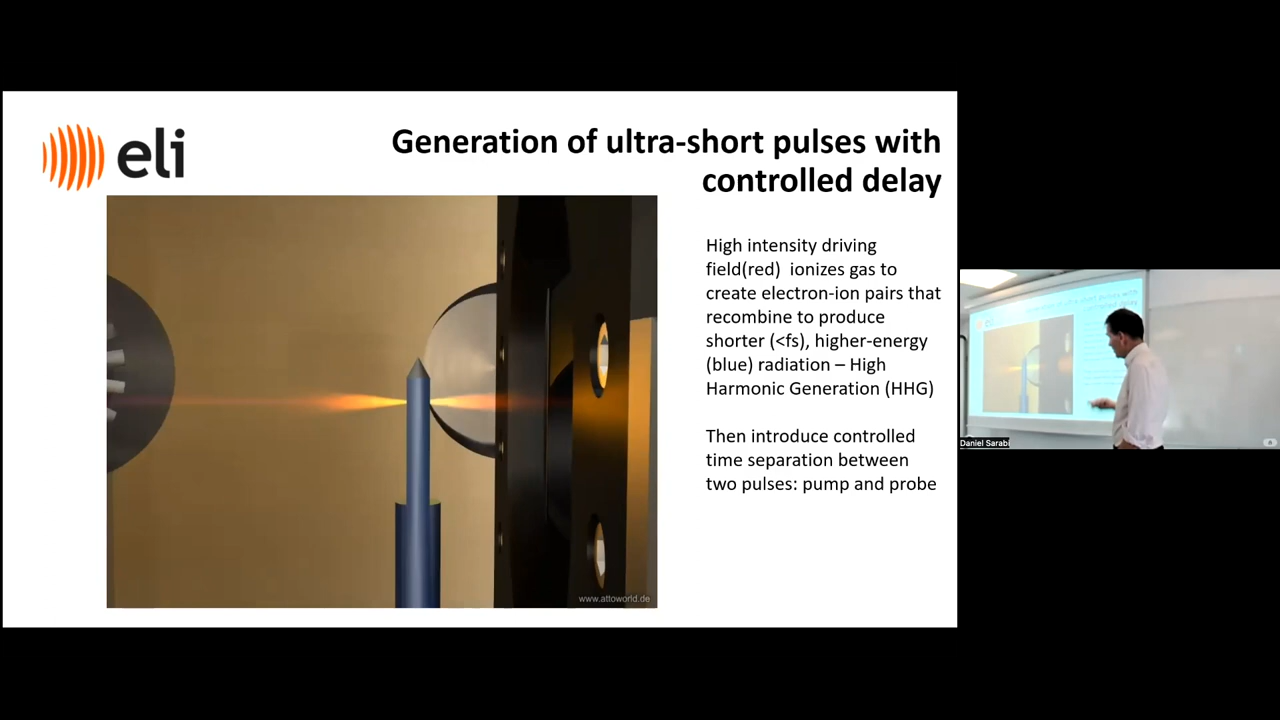 eli
Generation of ultra-short pulses with
controlled delay
High intensity driving
field(red) ionizes gas to
create electron-ion pairs that
recombine to produce
shorter (<fs), higher-energy
(blue) radiation – High
Harmonic Generation (HHG)
Then introduce controlled
time separation between
two pulses: pump and probe
www.attoworld.de
Daniel Sarabi